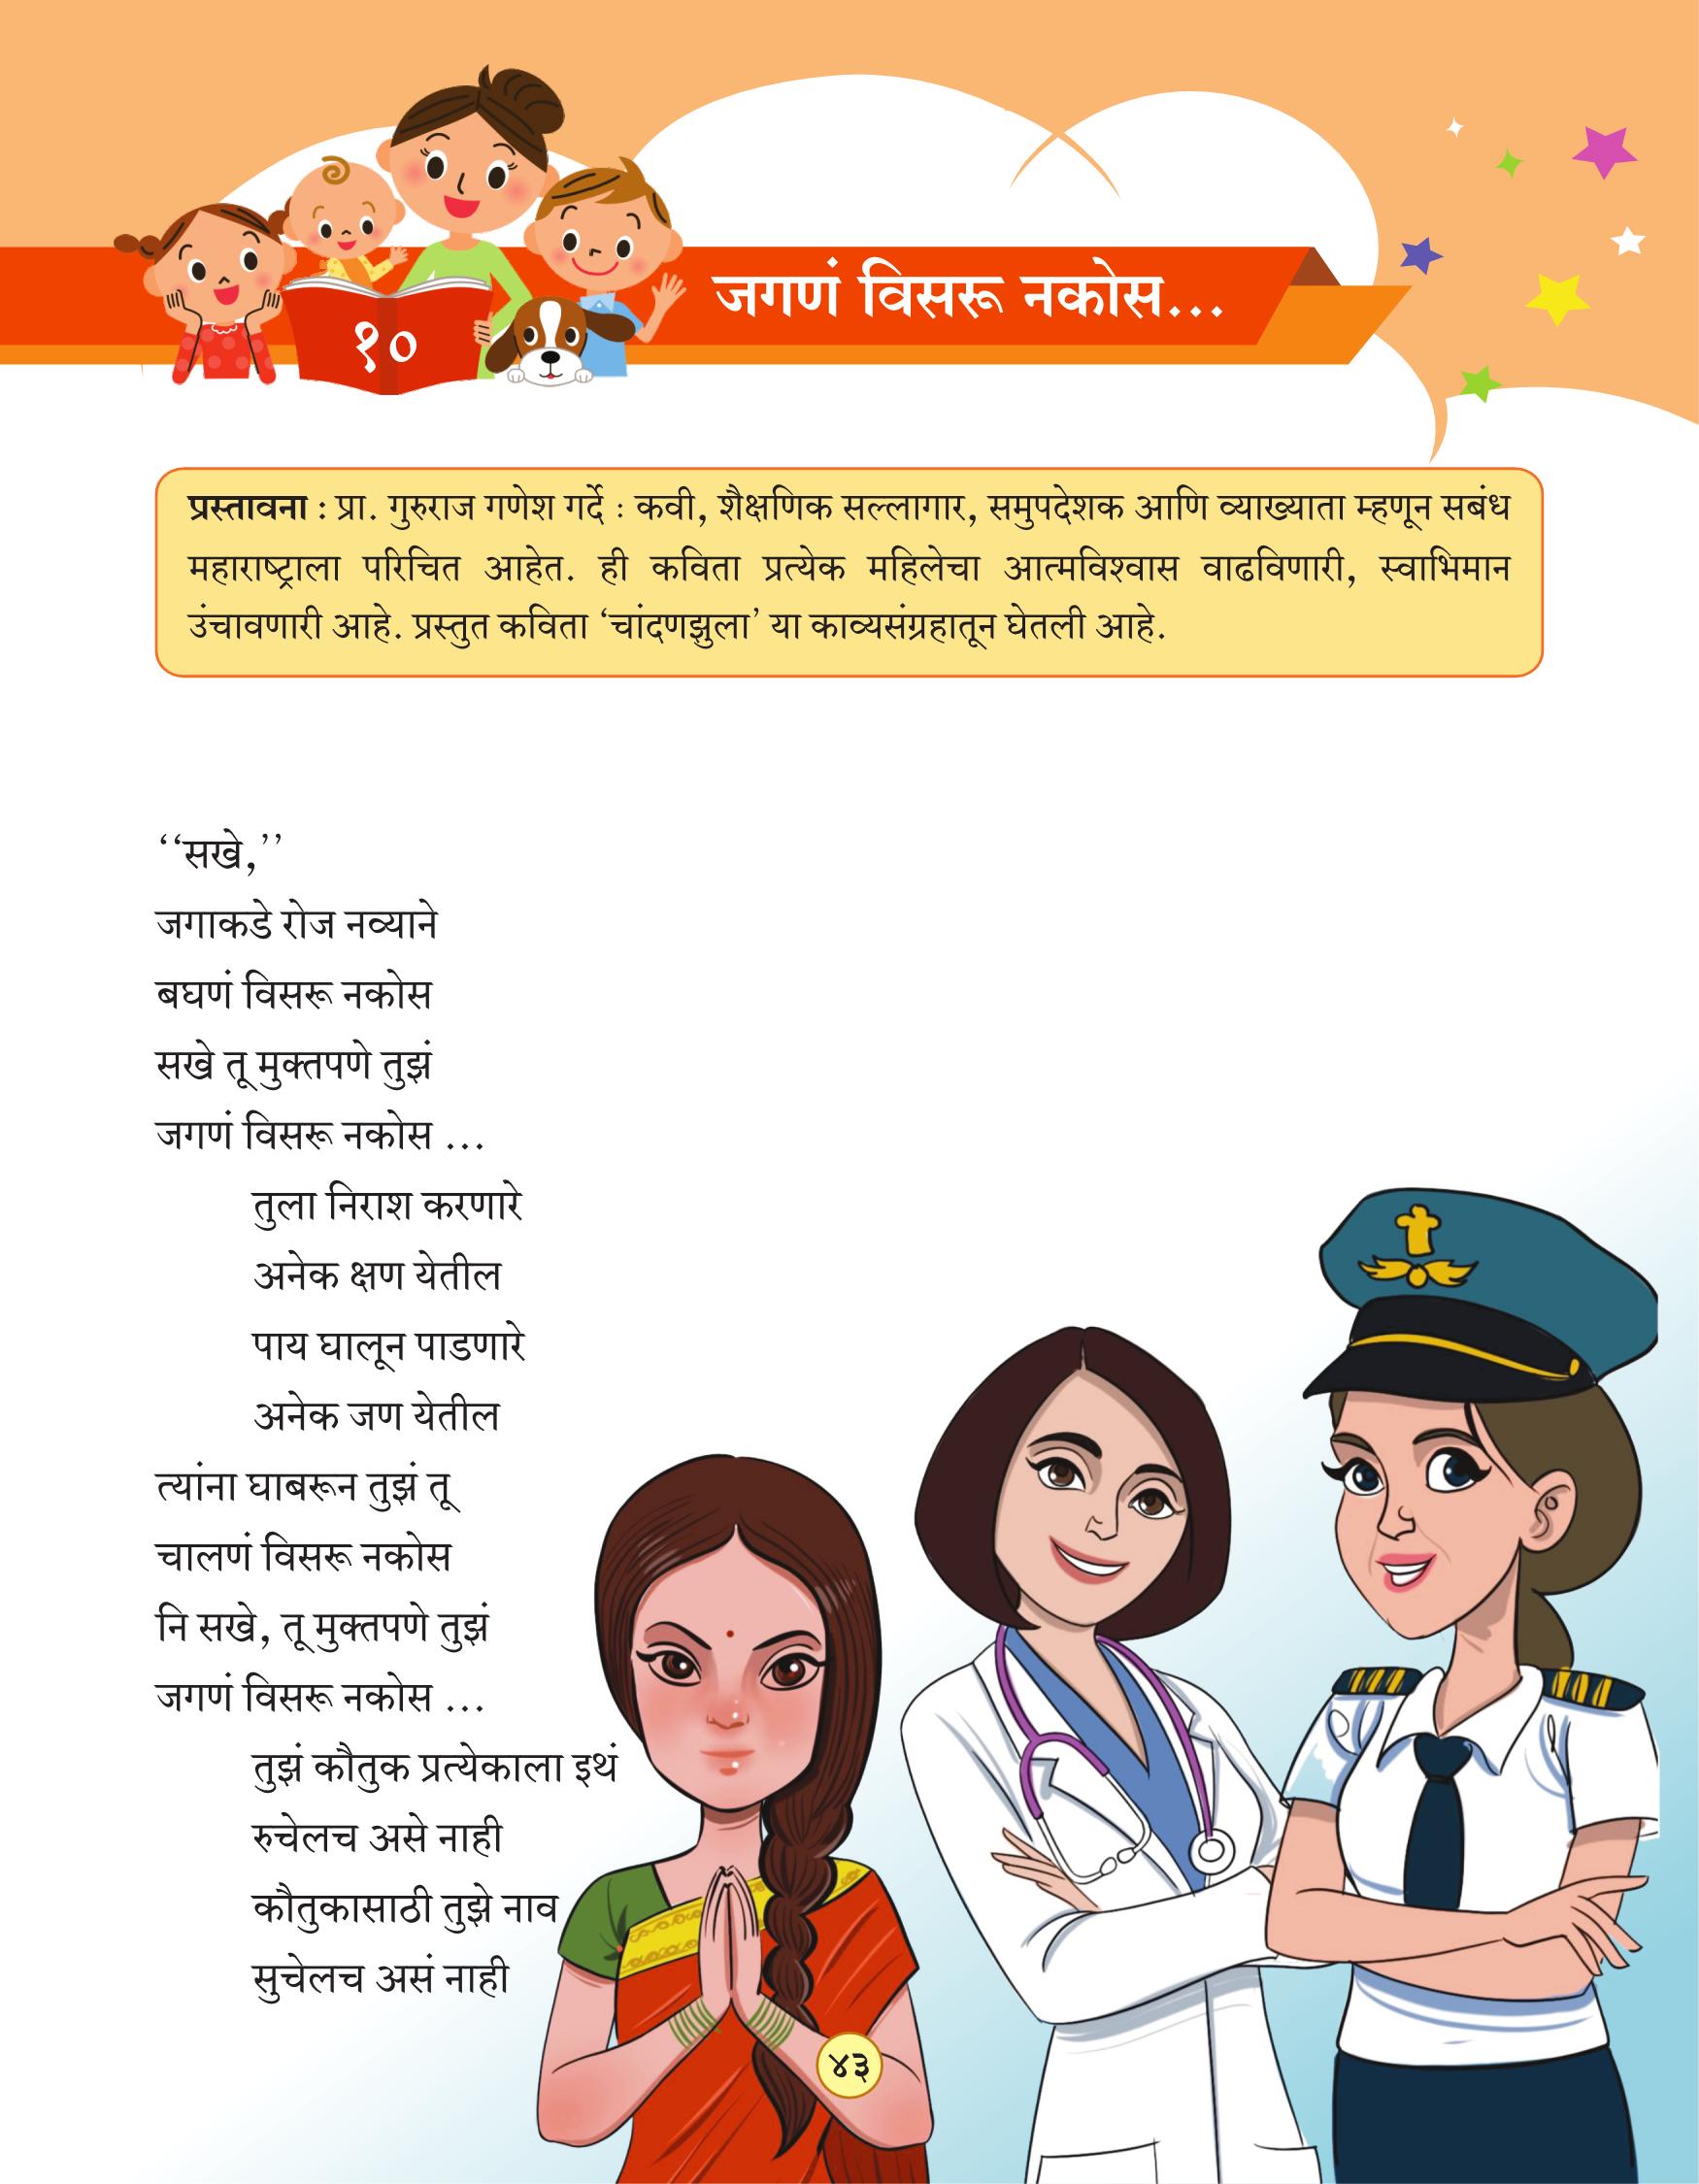 जगणं विसरू नकोस...
१०
प्रस्तावना : प्रा. गुरुराज गणेश गर्दे : कवी, शैक्षणिक सल्लागार, समुपदेशक आणि व्याख्याता म्हणून सबंध
महाराष्ट्राला परिचित आहेत. ही कविता प्रत्येक महिलेचा आत्मविश्वास वाढविणारी, स्वाभिमान
उंचावणारी आहे. प्रस्तुत कविता ‘चांदणझुला’ या काव्यसंग्रहातून घेतली आहे.
‘‘सखे,’’
जगाकडे रोज नव्याने
बघणं विसरू नकोस
सखे तू मुक्तपणे तुझं
जगणं विसरू नकोस ...
तुला निराश करणारे
अनेक क्षण येतील
पाय घालून पाडणारे
अनेक जण येतील
त्यांना घाबरून तुझं तू
चालणं विसरू नकोस
नि सखे, तू मुक्तपणे तुझं
जगणं विसरू नकोस ...
तुझं कौतुक प्रत्येकाला इथं
रुचेलच असे नाही
कौतुकासाठी तुझे नाव
सुचेलच असं नाही
४३